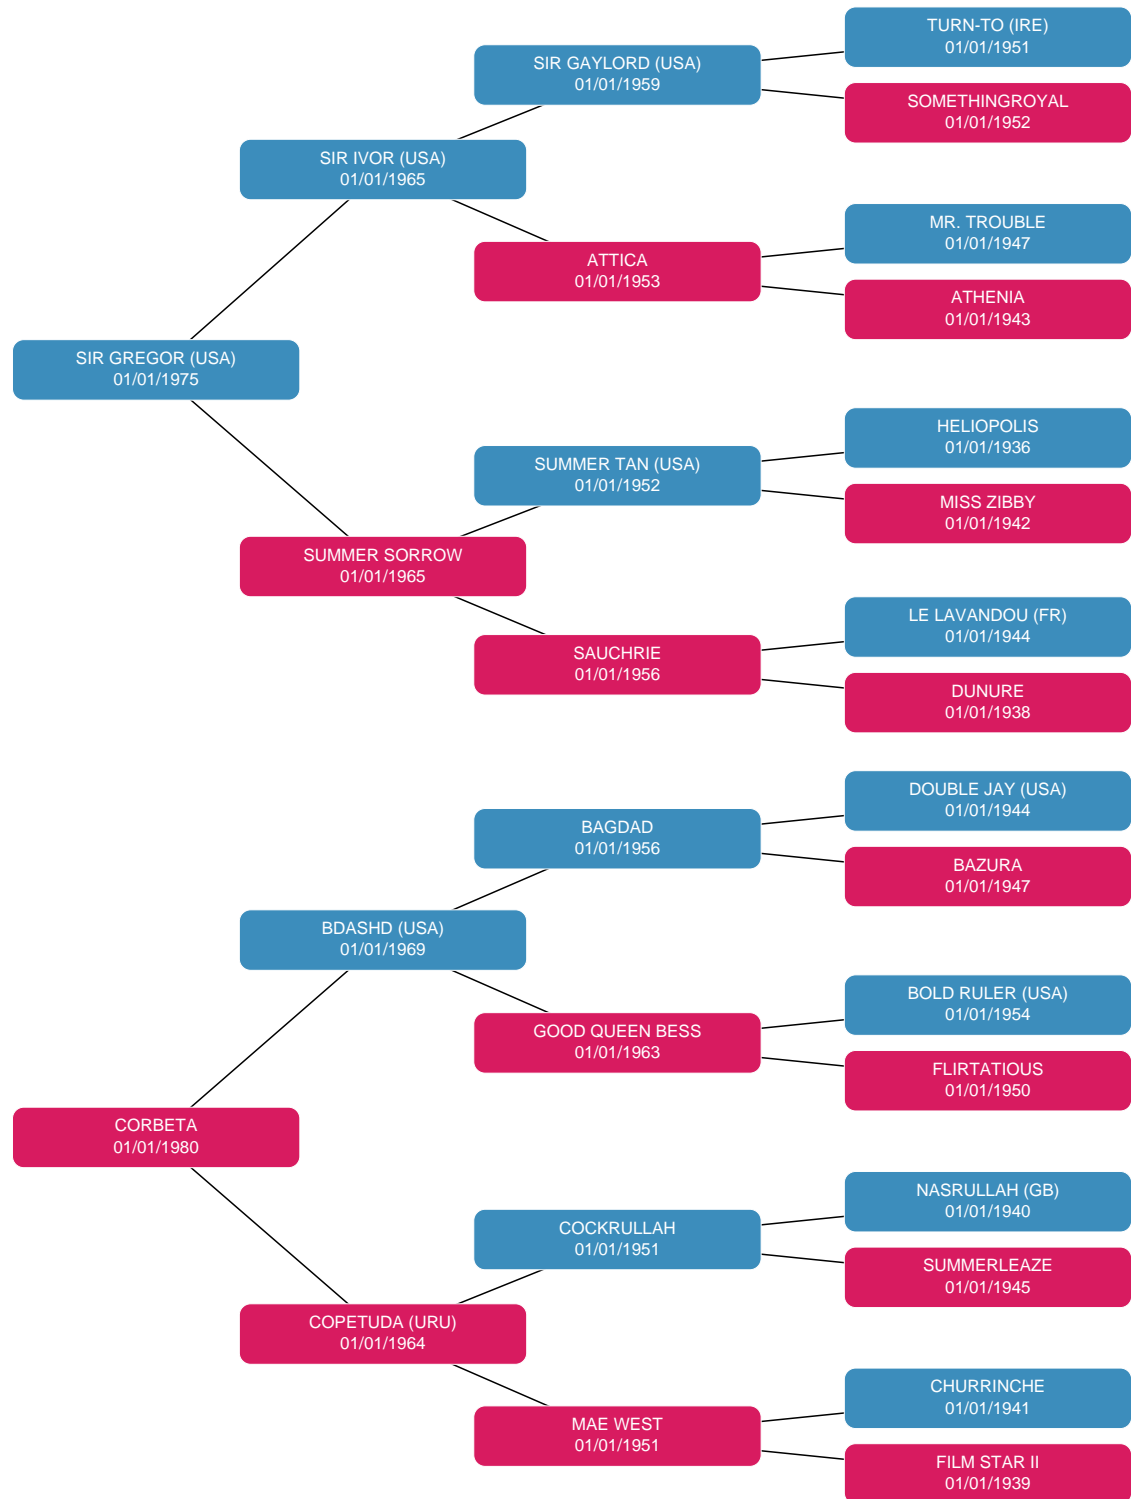 TURN-TO (IRE)
01/01/1951
SIR GAYLORD (USA)
01/01/1959
SOMETHINGROYAL
01/01/1952
SIR IVOR (USA)
01/01/1965
MR. TROUBLE
01/01/1947
ATTICA
01/01/1953
ATHENIA
01/01/1943
SIR GREGOR (USA)
01/01/1975
HELIOPOLIS
01/01/1936
SUMMER TAN (USA)
01/01/1952
MISS ZIBBY
01/01/1942
SUMMER SORROW
01/01/1965
LE LAVANDOU (FR)
01/01/1944
SAUCHRIE
01/01/1956
DUNURE
01/01/1938
DOUBLE JAY (USA)
01/01/1944
BAGDAD
01/01/1956
BAZURA
01/01/1947
BDASHD (USA)
01/01/1969
BOLD RULER (USA)
01/01/1954
GOOD QUEEN BESS
01/01/1963
FLIRTATIOUS
01/01/1950
CORBETA
01/01/1980
NASRULLAH (GB)
01/01/1940
COCKRULLAH
01/01/1951
SUMMERLEAZE
01/01/1945
COPETUDA (URU)
01/01/1964
CHURRINCHE
01/01/1941
MAE WEST
01/01/1951
FILM STAR II
01/01/1939